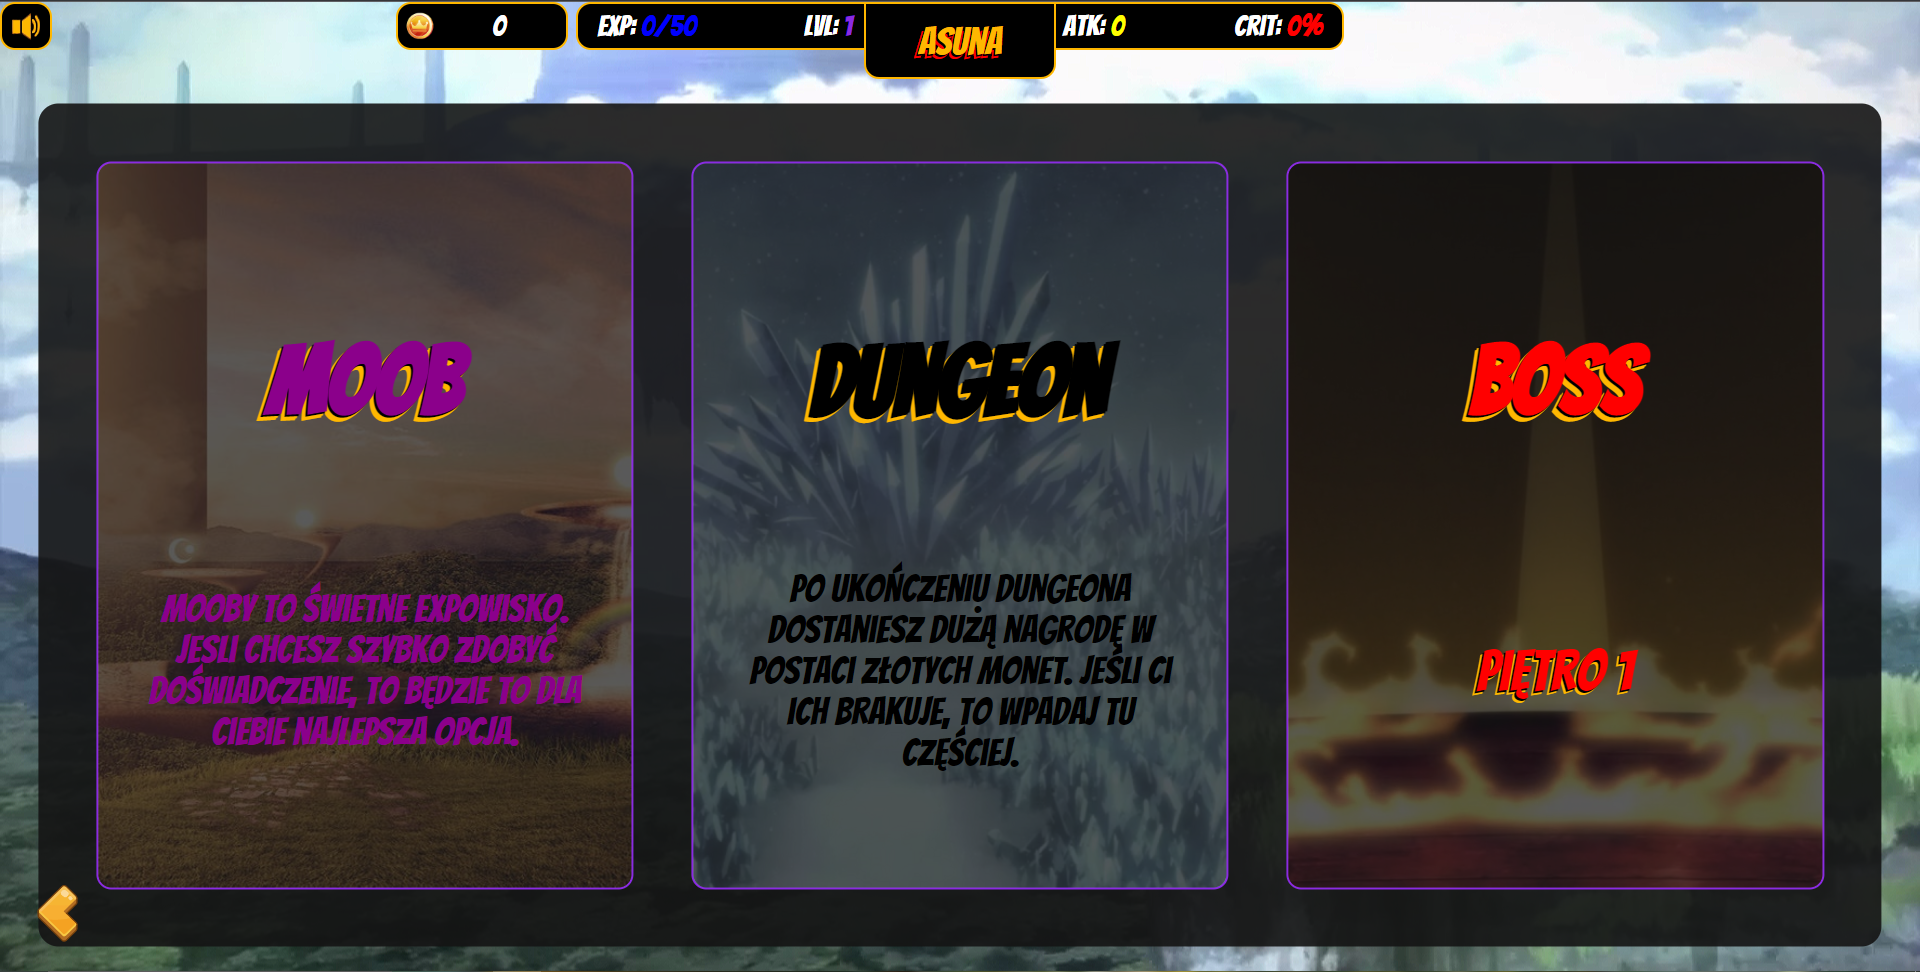 0
EXP: 0/50
LVL: 1
ASUNA
ATK: 0
CRIT: 0%
MOOB
MOOBY TO ŚWIETNE EXPOWISKO.
JEŚLI CHCESZ SZYBKO ZDOBYĆ
DOŚWIADCZENIE, TO BĘDZIE TO DLA
CIEBIE NAJLEPSZA OPCJA.
DUNGEON
PO UKOŃCZENIU DUNGEONA
DOSTANIESZ DUŻĄ NAGRODĘ W
POSTACI ZŁOTYCH MONET. JEŚLI CI
ICH BRAKUJE, TO WPADAJ TU
CZĘŚCIEJ.
BOSS
PIĘTRO 1